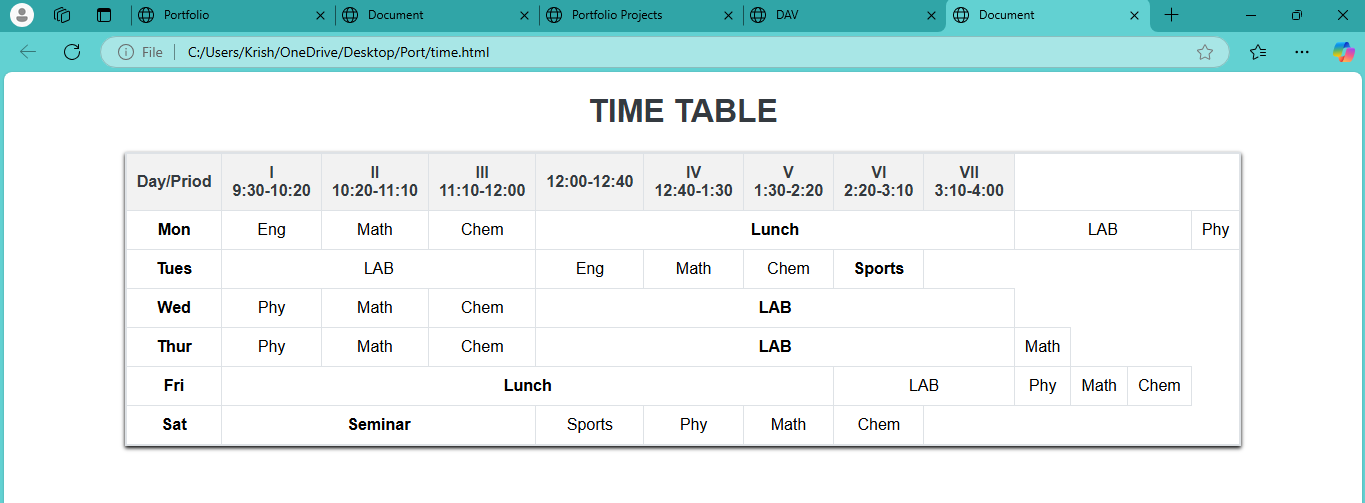 Portfolio
Document
Portfolio Projects
DAV
Document
File
C:/Users/Krish/OneDrive/Desktop/Port/time.html
TIME TABLE
Day/Priod I 9:30-10:20 II 10:20-11:10 III 11:10-12:00 12:00-12:40 IV 12:40-1:30 V 1:30-2:20 VI 2:20-3:10 VII 3:10-4:00
Mon Eng Math Chem Lunch LAB Phy
Tues LAB Eng Math Chem Sports
Wed Phy Math Chem LAB
Thur Phy Math Chem LAB Math
Fri Lunch LAB Phy Math Chem
Sat Seminar Sports Phy Math Chem